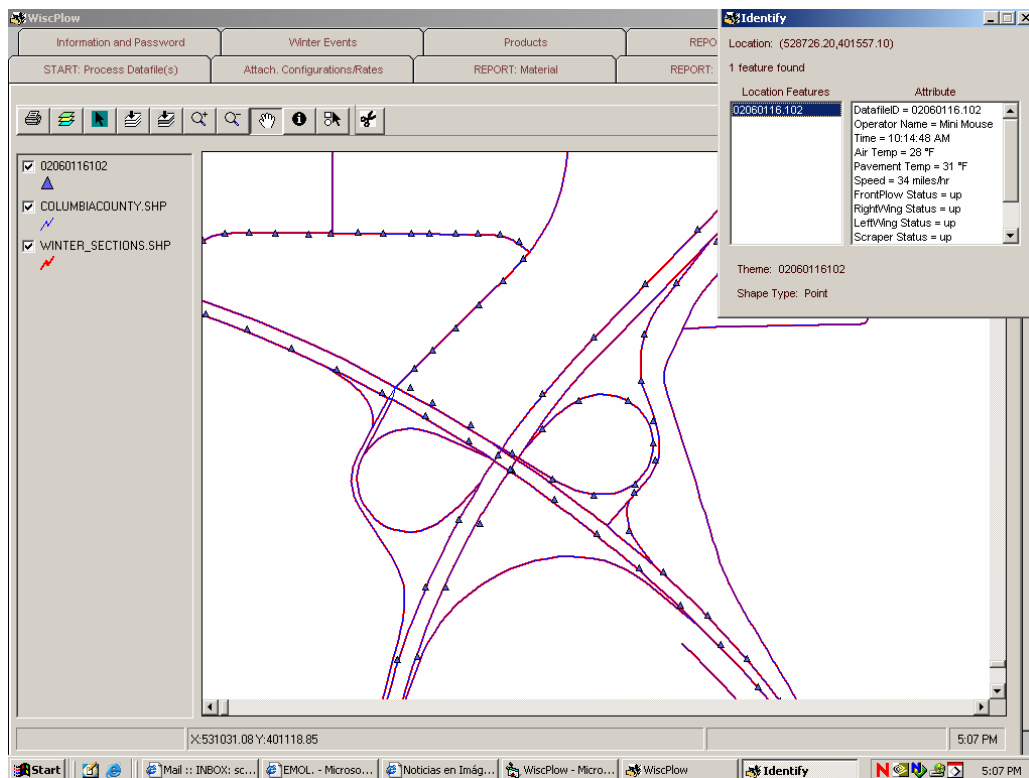 WiscPlow
Information and Password
Winter Events
Products
REPO
START: Process Datafile(s)
Attach. Configurations/Rates
REPORT: Material
REPORT:
02060116102
COLUMBIACOUNTY.SHP
WINTER_SECTIONS.SHP
Identify
Location: (528726.20,401557.10)
1 feature found
Location Features
Attribute
02060116.102
DatafileID = 02060116.102
Operator Name = Mini Mouse
Time = 10:14:48 AM
Air Temp = 28 °F
Pavement Temp = 31 °F
Speed = 34 miles/hr
FrontPlow Status = up
RightWing Status = up
LeftWing Status = up
Scraper Status = up
Theme: 02060116102
Shape Type: Point
X:531031.08 Y:401118.85
5:07 PM
Start
Mail :: INBOX: sc...
EMOL. - Microso...
Noticias en Imág...
WiscPlow - Micro...
WiscPlow
Identify
N
5:07 PM